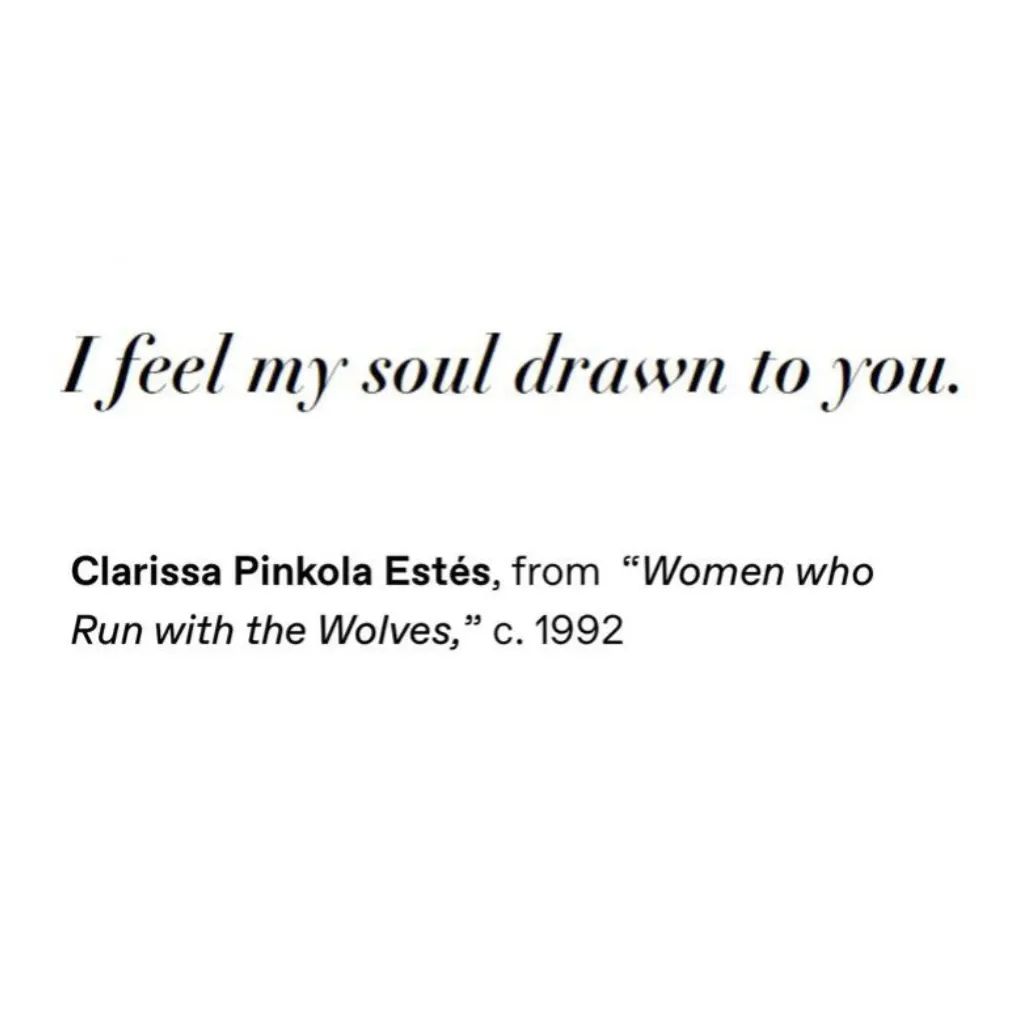 I feel my soul drawn to you.
Clarissa Pinkola Estés, from “Women who
Run with the Wolves,” c. 1992